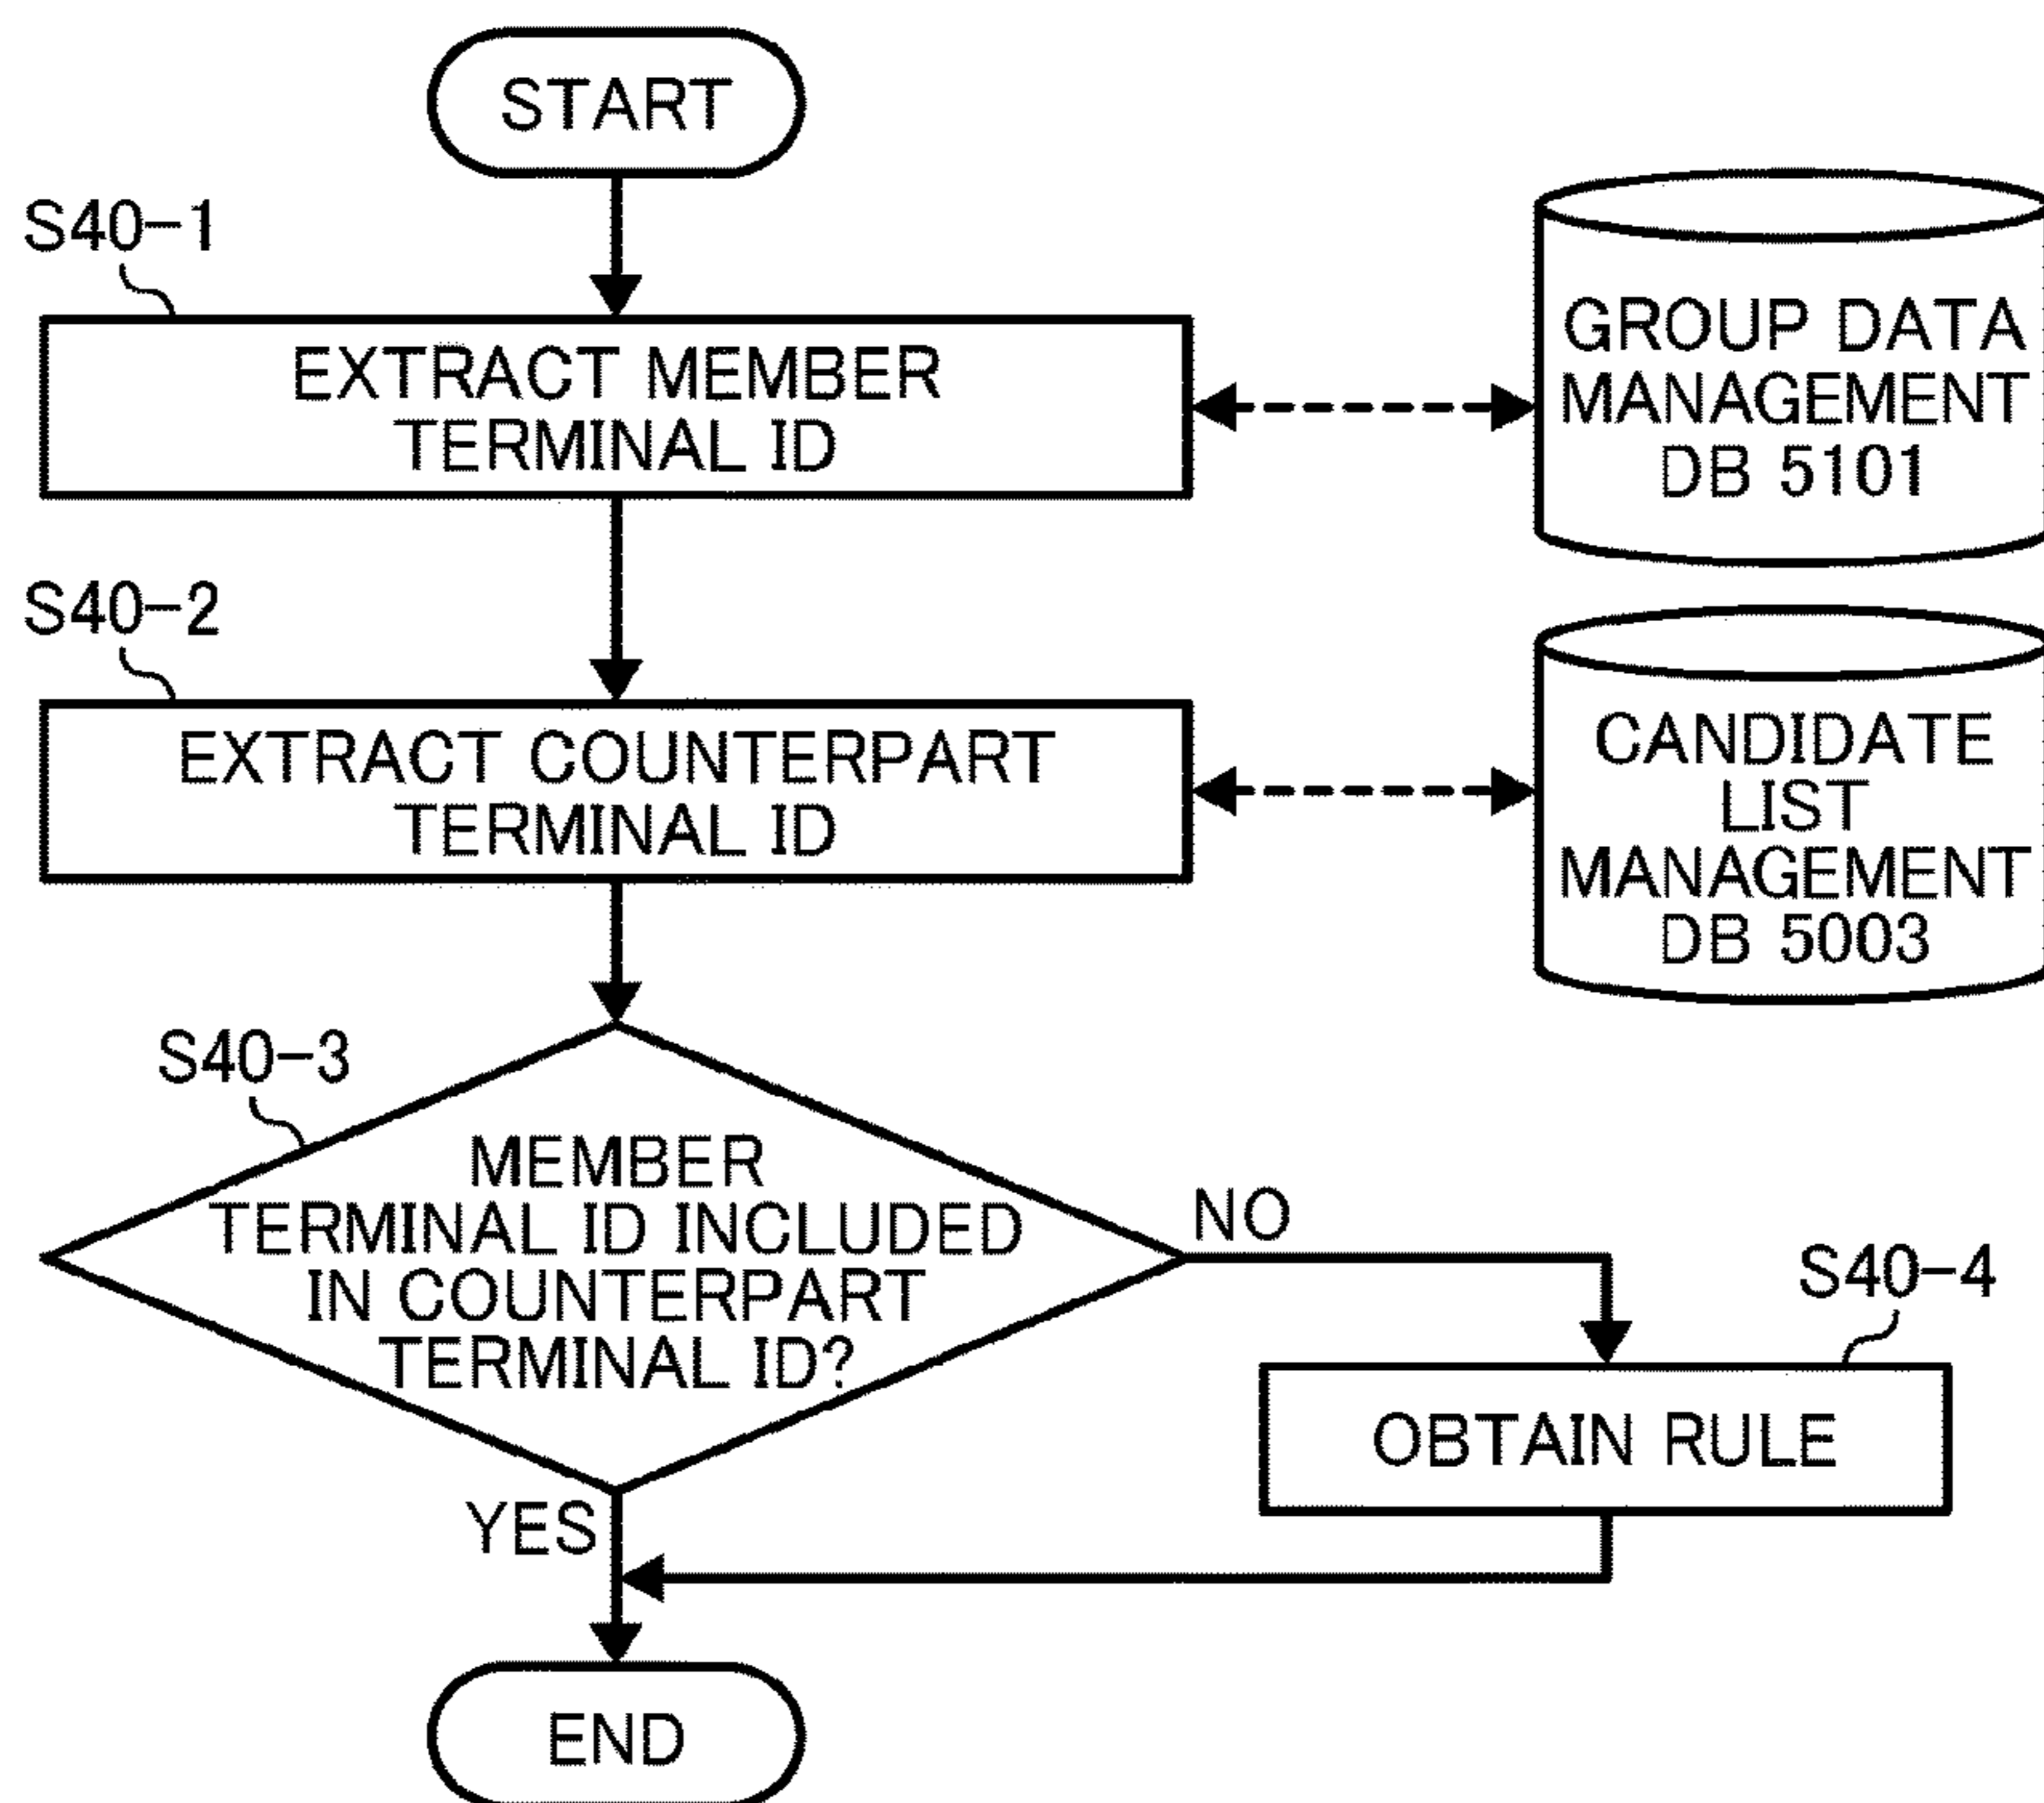 START
S40-1
EXTRACT MEMBER
TERMINAL ID
GROUP DATA
MANAGEMENT
DB 5101
S40-2
EXTRACT COUNTERPART
TERMINAL ID
CANDIDATE
LIST
MANAGEMENT
DB 5003
S40-3
MEMBER
TERMINAL ID INCLUDED
IN COUNTERPART
TERMINAL ID?
NO
S40-4
OBTAIN RULE
YES
END